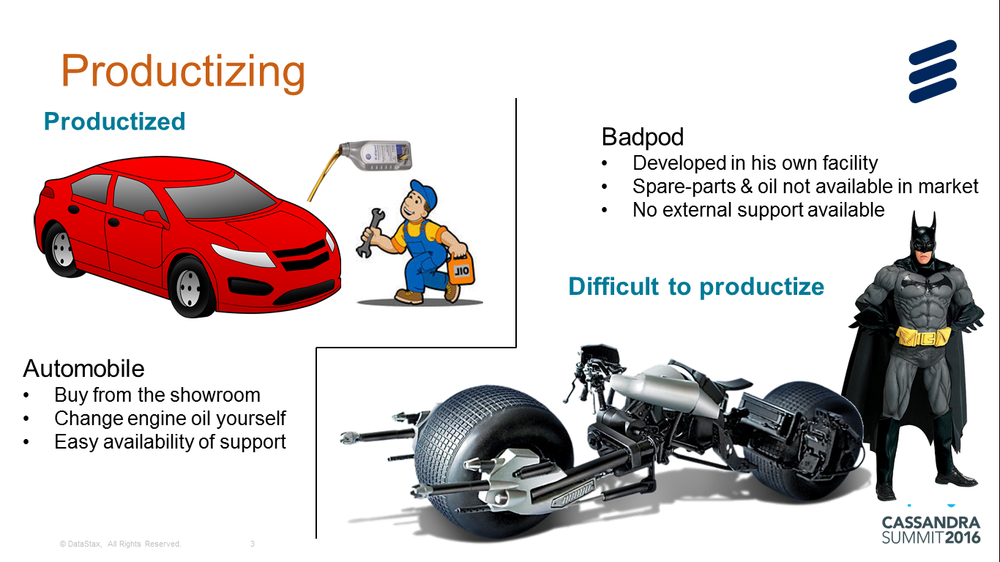 Productizing
Productized
JIO
Automobile
• Buy from the showroom
• Change engine oil yourself
• Easy availability of support
Badpod
• Developed in his own facility
• Spare-parts & oil not available in market
• No external support available
Difficult to productize
© DataStax, All Rights Reserved. 3
CASSANDRA
SUMMIT2016